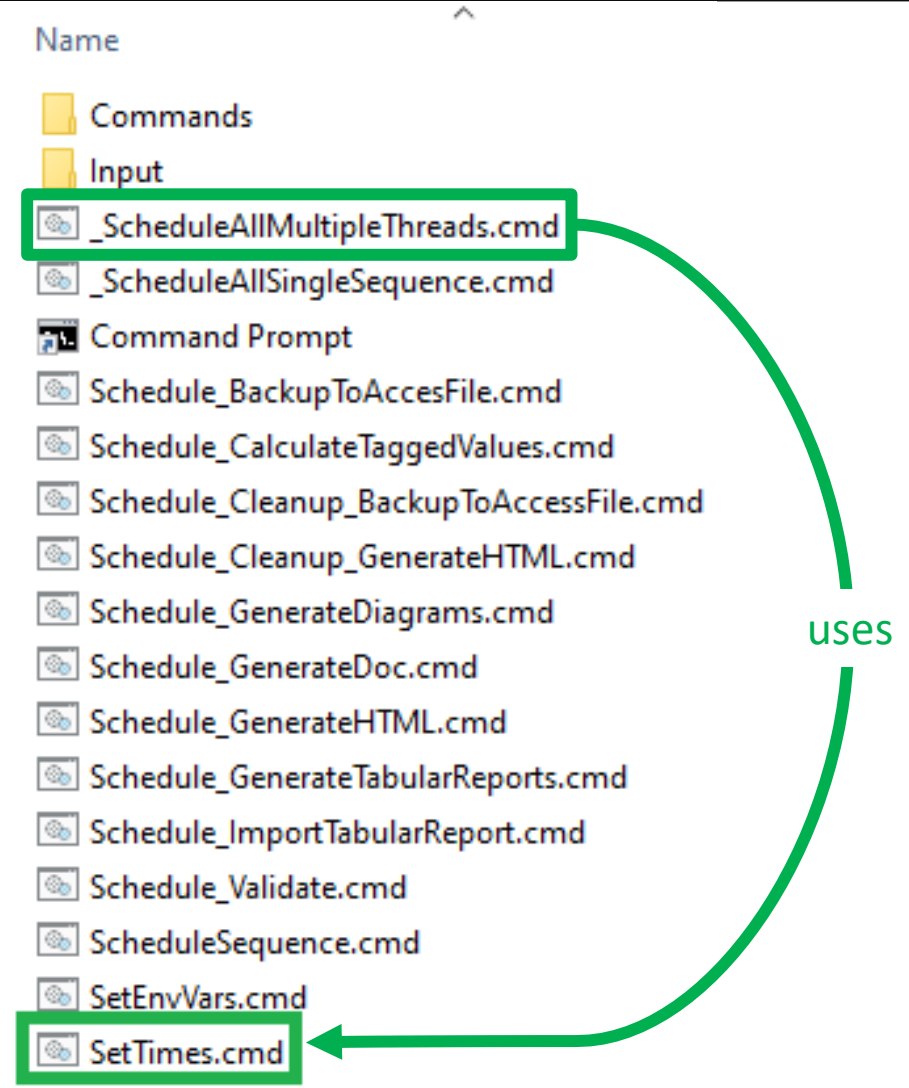 Name
Commands
Input
_ScheduleAllMultipleThreads.cmd
_ScheduleAllSingleSequence.cmd
Command Prompt
Schedule_BackupToAccesFile.cmd
Schedule_CalculateTaggedValues.cmd
Schedule_Cleanup_BackupToAccessFile.cmd
Schedule_Cleanup_GenerateHTML.cmd
Schedule_GenerateDiagrams.cmd
uses
Schedule_GenerateDoc.cmd
Schedule_GenerateHTML.cmd
Schedule_GenerateTabularReports.cmd
Schedule_ImportTabularReport.cmd
Schedule_Validate.cmd
ScheduleSequence.cmd
SetEnvVars.cmd
SetTimes.cmd